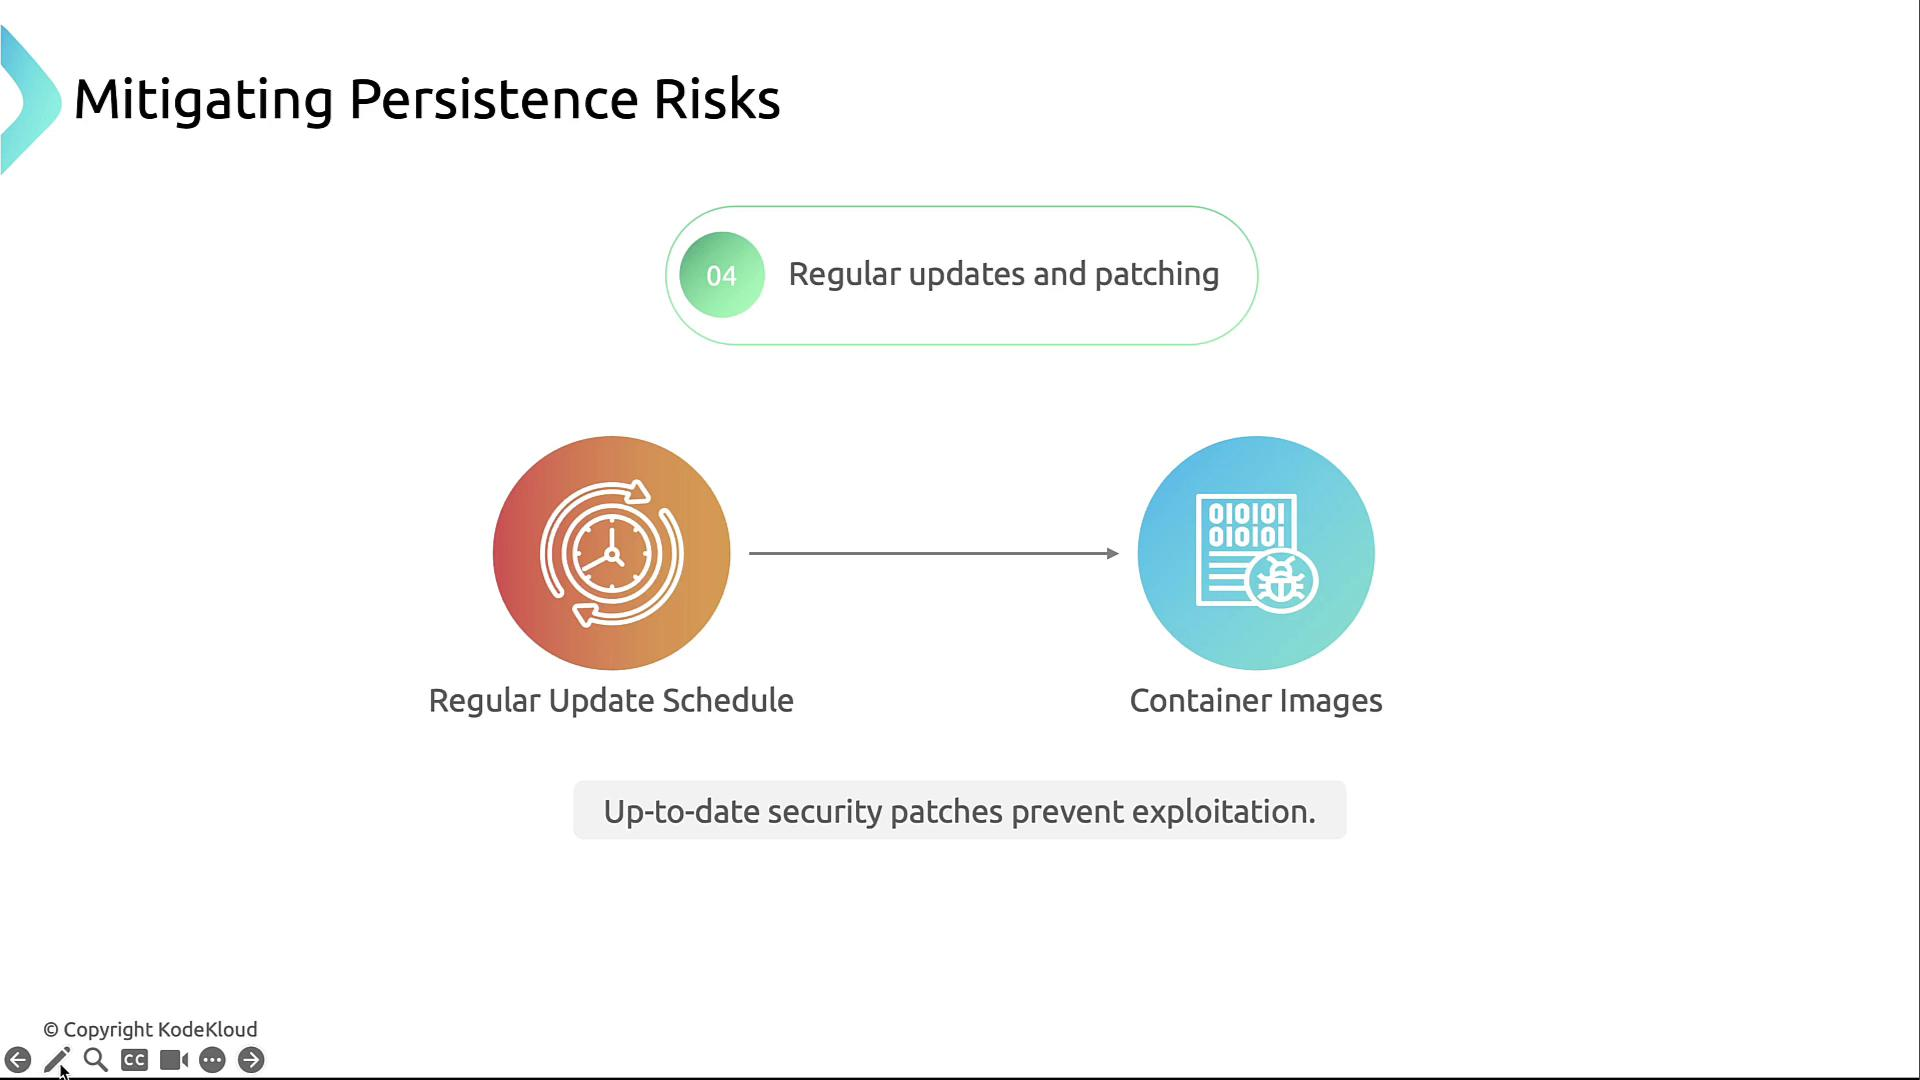 Mitigating Persistence Risks
04
Regular updates and patching
010101
010101
Regular Update Schedule
Container Images
Up-to-date security patches prevent exploitation.
© Copyright KodeKloud
CC